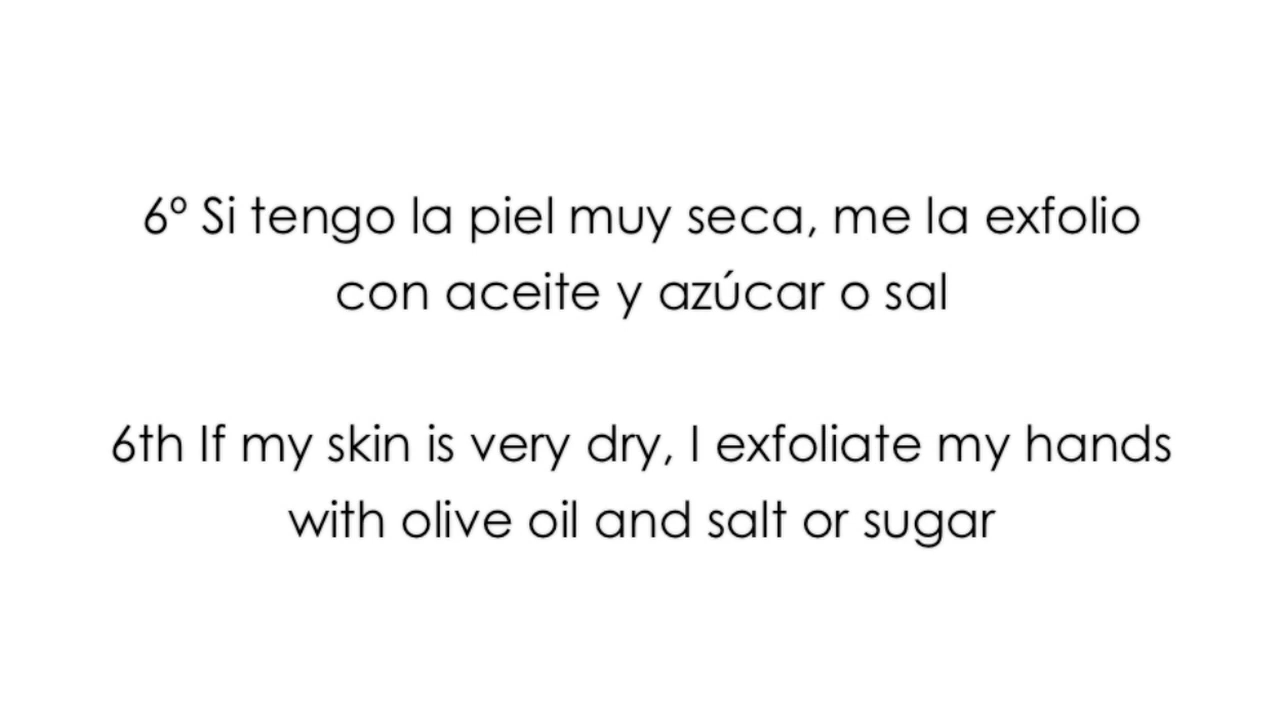 6º Si tengo la piel muy seca, me la exfolio
con aceite y azúcar o sal
6th If my skin is very dry, I exfoliate my hands
with olive oil and salt or sugar